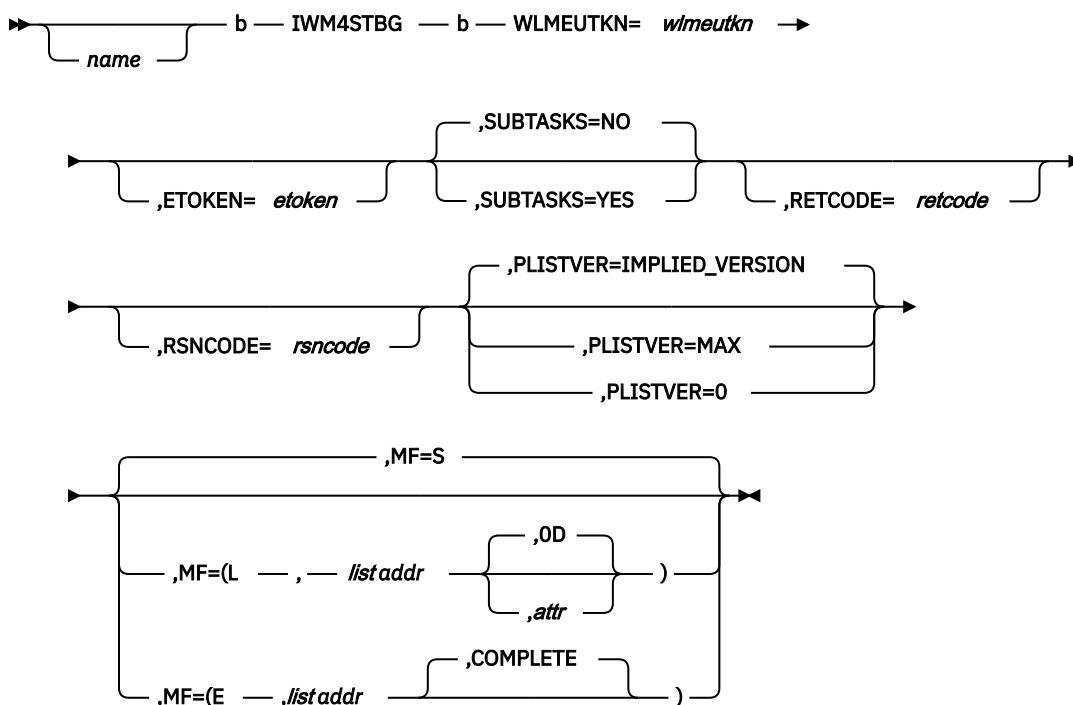 b IWM4STBG b WLMEUTKN= wlmeutkn
name
,SUBTASKS=NO
,ETOKEN= etoken ,SUBTASKS=YES ,RETCODE= retcode
,PLISTVER=IMPLIED_VERSION
,RSNCODE= rsncode ,PLISTVER=MAX
,PLISTVER=0
,MF=S
,0D
,MF=(L , list addr )
,attr
,COMPLETE
,MF=(E ,list addr )